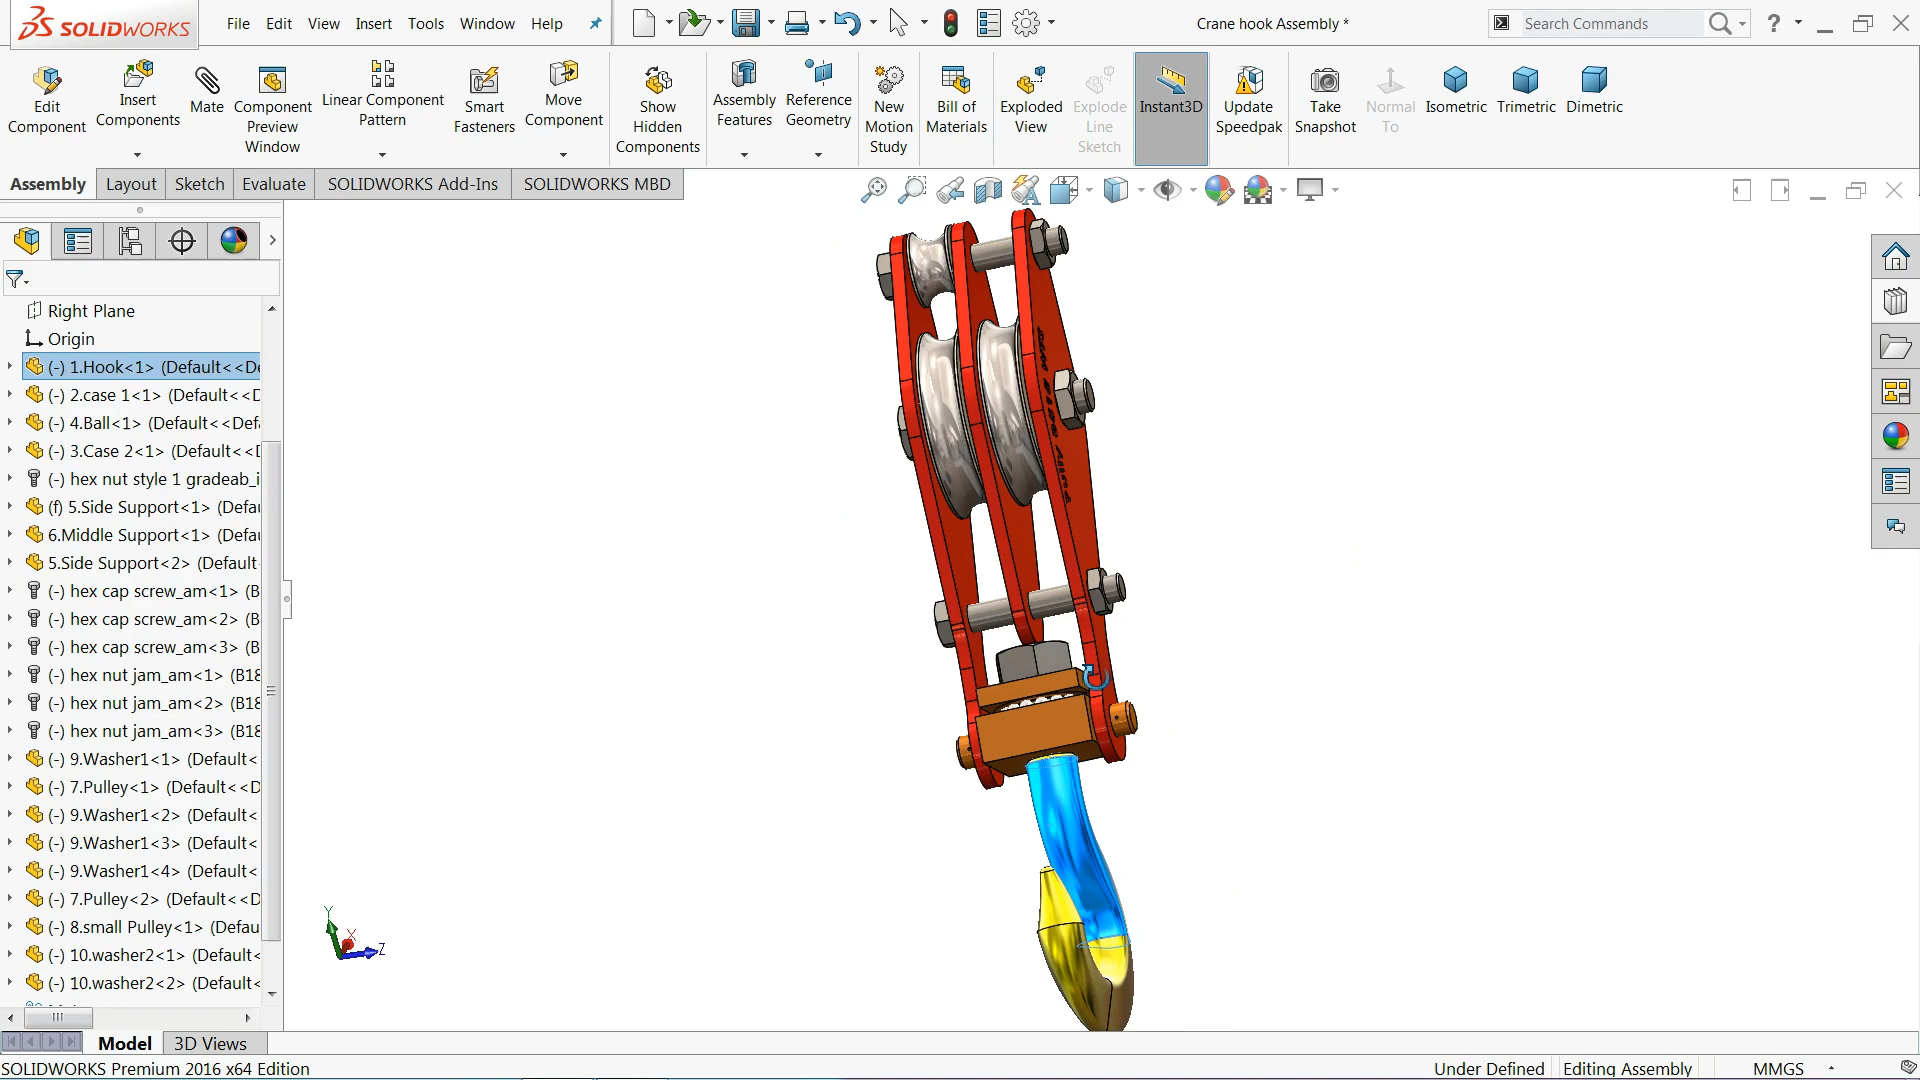 SOLIDWORKS
File Edit View Insert Tools Window Help
Crane hook Assembly *
Search Commands
?
Edit Component
Insert Components
Mate
Component Preview Window
Linear Component Pattern
Smart Fasteners
Move Component
Show Hidden Components
Assembly Features
Reference Geometry
New Motion Study
Bill of Materials
Exploded View
Explode Line Sketch
Instant3D
Update Speedpak
Take Snapshot
Normal To
Isometric
Trimetric
Dimetric
Assembly Layout Sketch Evaluate SOLIDWORKS Add-Ins SOLIDWORKS MBD
Right Plane
Origin
(-) 1.Hook<1> (Default<<De
(-) 2.case 1<1> (Default<<D
(-) 4.Ball<1> (Default<<Def
(-) 3.Case 2<1> (Default<<D
(-) hex nut style 1 gradeab_i
(f) 5.Side Support<1> (Defau
6.Middle Support<1> (Defau
5.Side Support<2> (Default
(-) hex cap screw_am<1> (B
(-) hex cap screw_am<2> (B
(-) hex cap screw_am<3> (B
(-) hex nut jam_am<1> (B18
(-) hex nut jam_am<2> (B18
(-) hex nut jam_am<3> (B18
(-) 9.Washer1<1> (Default<
(-) 7.Pulley<1> (Default<<D
(-) 9.Washer1<2> (Default<
(-) 9.Washer1<3> (Default<
(-) 9.Washer1<4> (Default<
(-) 7.Pulley<2> (Default<<D
(-) 8.small Pulley<1> (Defau
(-) 10.washer2<1> (Default<
(-) 10.washer2<2> (Default<
Y
X
Z
Model 3D Views
SOLIDWORKS Premium 2016 x64 Edition
Under Defined Editing Assembly MMGS